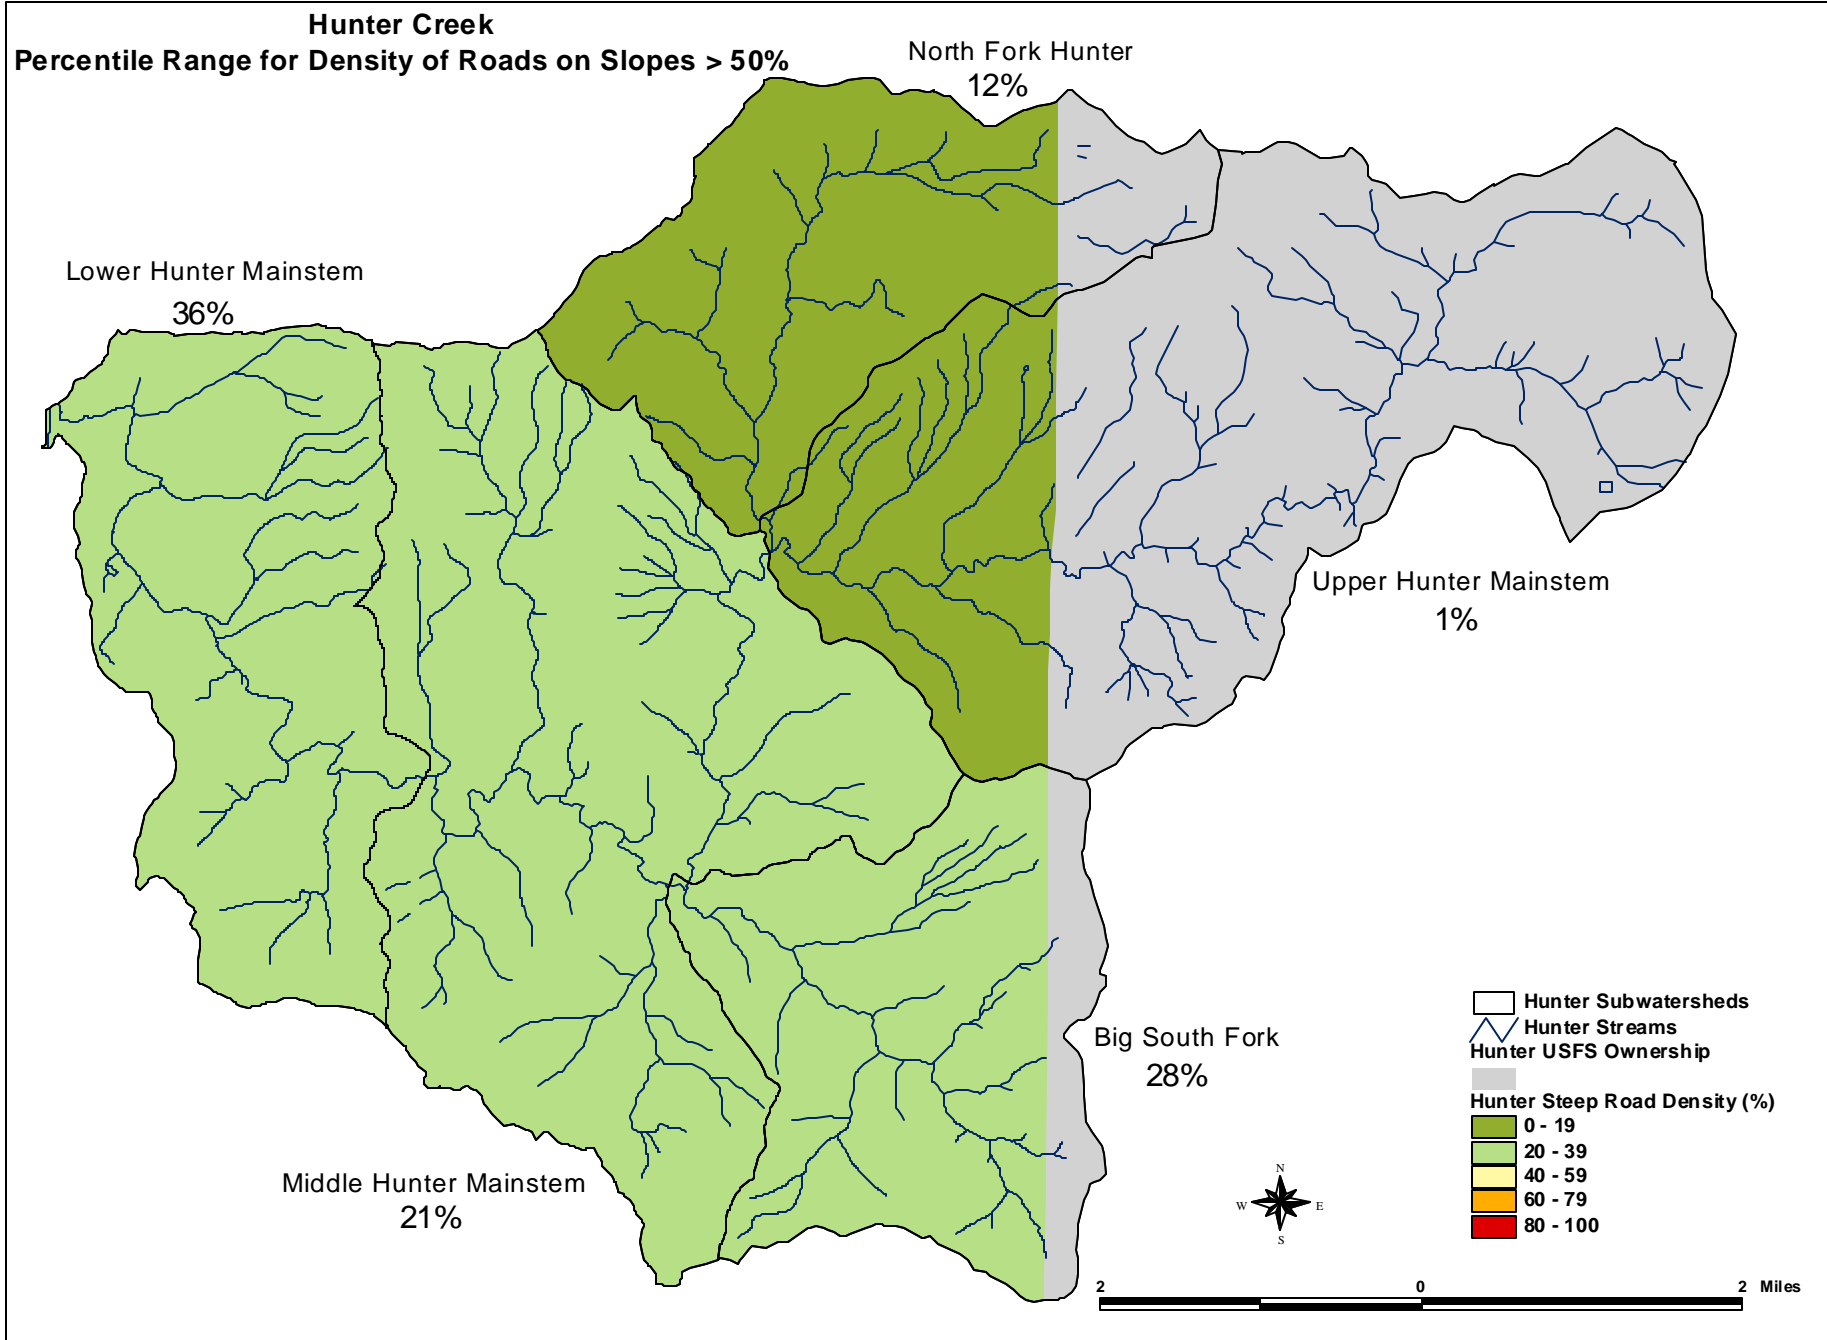 Hunter Creek
Percentile Range for Density of Roads on Slopes > 50%
North Fork Hunter
12%
Lower Hunter Mainstem
36%
Upper Hunter Mainstem
1%
Big South Fork
28%
Middle Hunter Mainstem
21%
Hunter Subwatersheds
Hunter Streams
Hunter USFS Ownership
Hunter Steep Road Density (%)
0 - 19
20 - 39
40 - 59
60 - 79
80 - 100
N
W E
S
2 0 2 Miles